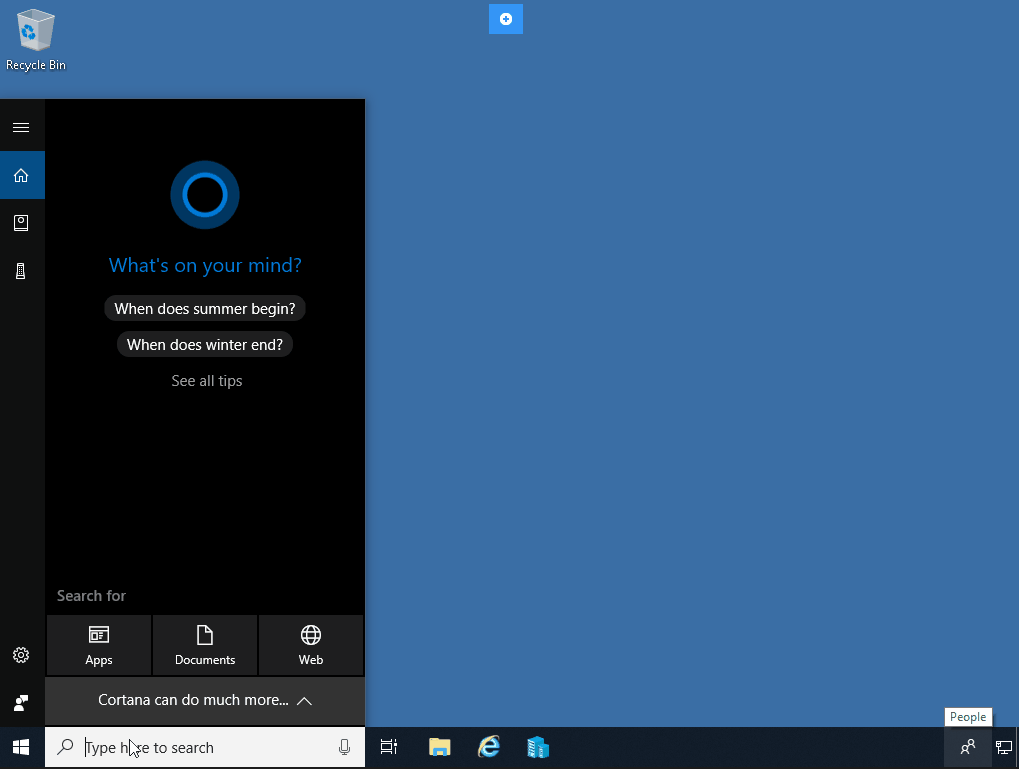 Recycle Bin
What's on your mind?
When does summer begin?
When does winter end?
See all tips
Search for
Apps
Documents
Web
Cortana can do much more...
Type here to search
People